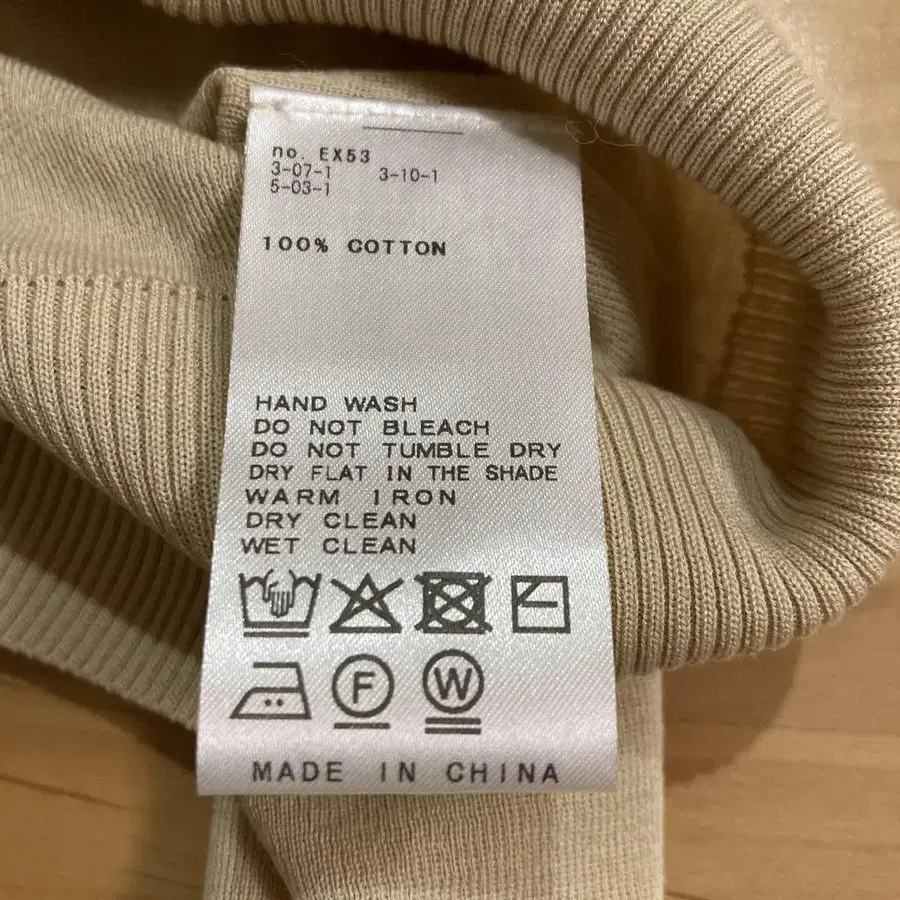 no. EX53
3-07-1 3-10-1
5-03-1
100% COTTON
HAND WASH
DO NOT BLEACH
DO NOT TUMBLE DRY
DRY FLAT IN THE SHADE
WARM IRON
DRY CLEAN
WET CLEAN
F W
MADE IN CHINA